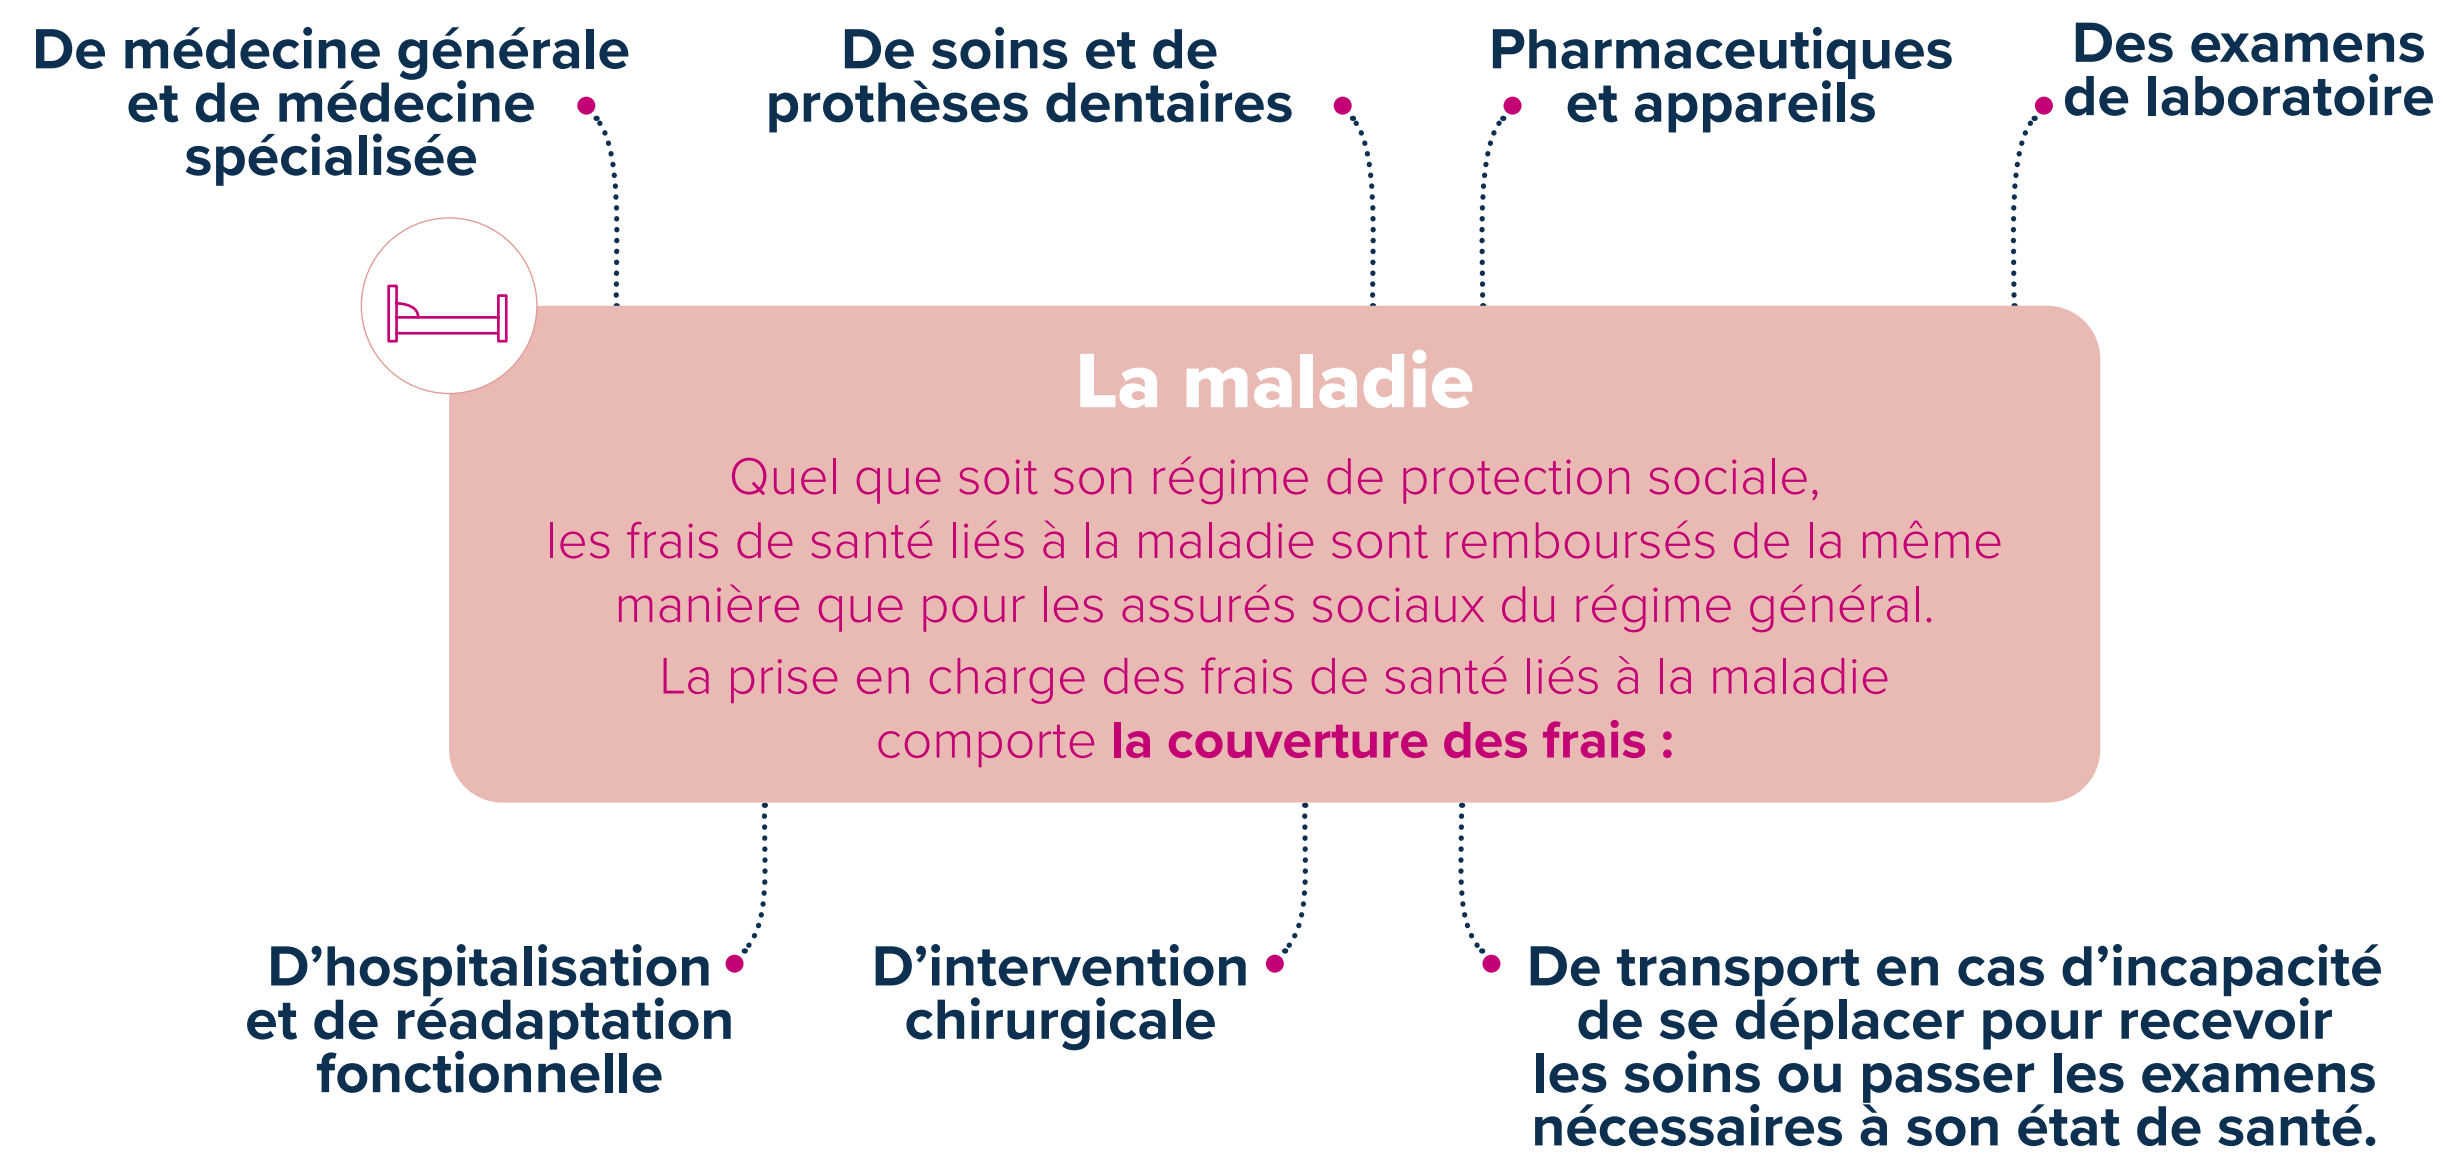 De médecine générale
et de médecine
spécialisée
De soins et de
prothèses dentaires
Pharmaceutiques
et appareils
Des examens
de laboratoire
La maladie
Quel que soit son régime de protection sociale,
les frais de santé liés à la maladie sont remboursés de la même
manière que pour les assurés sociaux du régime général.
La prise en charge des frais de santé liés à la maladie
comporte la couverture des frais :
D’hospitalisation
et de réadaptation
fonctionnelle
D’intervention
chirurgicale
De transport en cas d’incapacité
de se déplacer pour recevoir
les soins ou passer les examens
nécessaires à son état de santé.